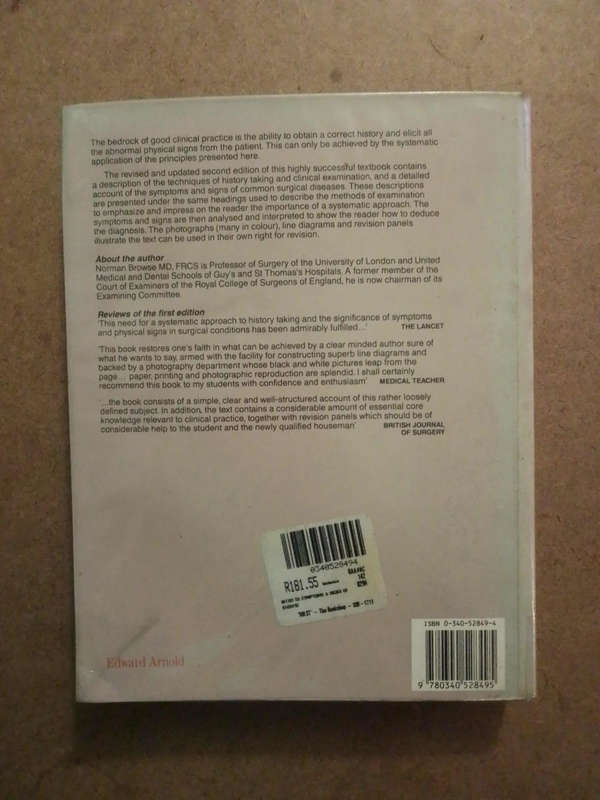 The bedrock of good clinical practice is the ability to obtain a correct history and elicit all
the abnormal physical signs from the patient. This can only be achieved by the systematic
application of the principles presented here.
The revised and updated second edition of this highly successful textbook contains
a description of the techniques of history taking and clinical examination, and a detailed
account of the symptoms and signs of common surgical diseases. These descriptions
are presented under the same headings used to describe the methods of examination
to emphasize and impress on the reader the importance of a systematic approach. The
symptoms and signs are then analysed and interpreted to show the reader how to deduce
the diagnosis. The photographs (many in colour), line diagrams and revision panels
illustrate the text can be used in their own right for revision.
About the author
Norman Browse MD, FRCS is Professor of Surgery of the University of London and United
Medical and Dental Schools of Guy's and St Thomas's Hospitals. A former member of the
Court of Examiners of the Royal College of Surgeons of England, he is now chairman of its
Examining Committee.
Reviews of the first edition
'This need for a systematic approach to history taking and the significance of symptoms
and physical signs in surgical conditions has been admirably fulfilled...' THE LANCET
'This book restores one's faith in what can be achieved by a clear minded author sure of
what he wants to say, armed with the facility for constructing superb line diagrams and
backed by a photography department whose black and white pictures leap from the
page... paper, printing and photographic reproduction are splendid. I shall certainly
recommend this book to my students with confidence and enthusiasm' MEDICAL TEACHER
'...the book consists of a simple, clear and well-structured account of this rather loosely
defined subject. In addition, the text contains a considerable amount of essential core
knowledge relevant to clinical practice, together with revision panels which should be of
considerable help to the student and the newly qualified houseman' BRITISH JOURNAL
OF SURGERY
0340528494
R181.55
ISBN 0-340-52849-4
9 780340 528495
Edward Arnold